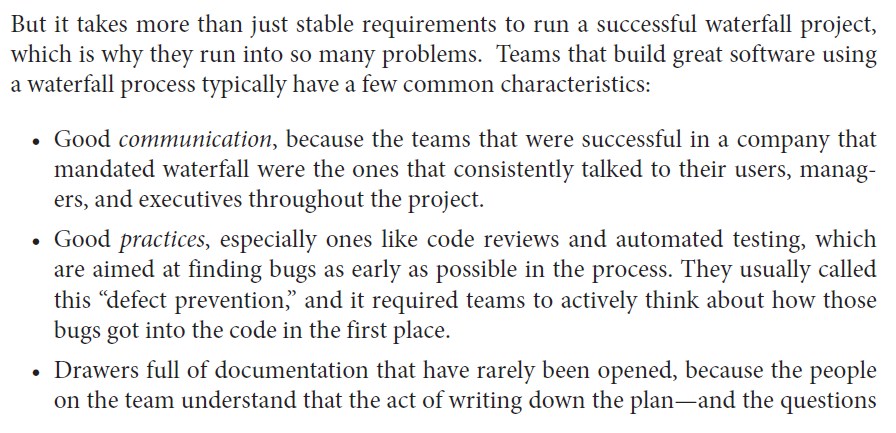 But it takes more than just stable requirements to run a successful waterfall project,
which is why they run into so many problems. Teams that build great software using
a waterfall process typically have a few common characteristics:
• Good communication, because the teams that were successful in a company that
mandated waterfall were the ones that consistently talked to their users, manag-
ers, and executives throughout the project.
• Good practices, especially ones like code reviews and automated testing, which
are aimed at finding bugs as early as possible in the process. They usually called
this “defect prevention,” and it required teams to actively think about how those
bugs got into the code in the first place.
• Drawers full of documentation that have rarely been opened, because the people
on the team understand that the act of writing down the plan—and the questions